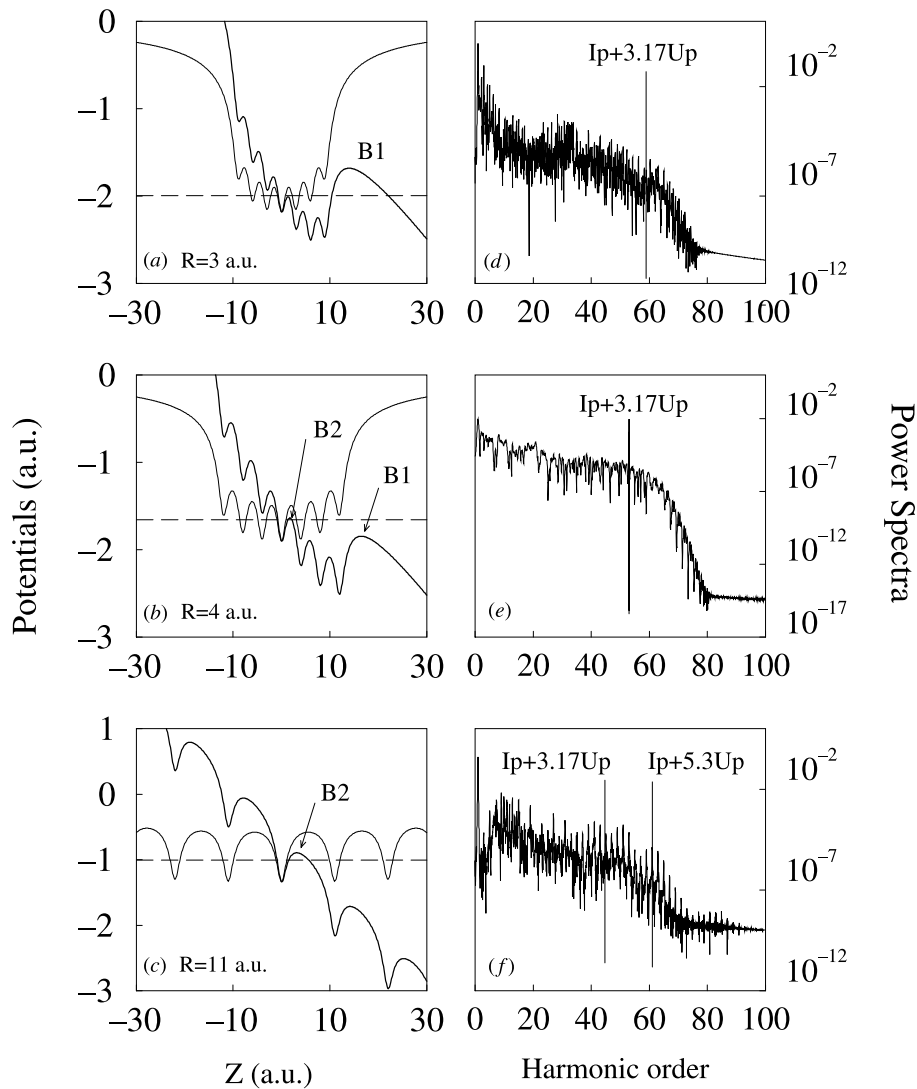 0
−1
−2
−3
B1
(a) R=3 a.u.
−30 −10 10 30
Ip+3.17Up
(d)
10−2
10−7
10−12
0 20 40 60 80 100
0
−1
−2
−3
B2
B1
(b) R=4 a.u.
−30 −10 10 30
Ip+3.17Up
(e)
10−2
10−7
10−12
10−17
0 20 40 60 80 100
1
0
−1
−2
−3
B2
(c) R=11 a.u.
−30 −10 10 30
Ip+3.17Up Ip+5.3Up
(f)
10−2
10−7
10−12
0 20 40 60 80 100
Potentials (a.u.)
Power Spectra
Z (a.u.)
Harmonic order